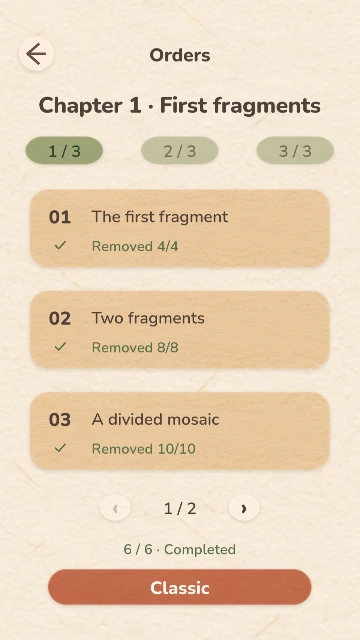 Orders
Chapter 1 · First fragments
1 / 3 2 / 3 3 / 3
01 The first fragment
✓ Removed 4/4
02 Two fragments
✓ Removed 8/8
03 A divided mosaic
✓ Removed 10/10
‹ 1 / 2 ›
6 / 6 · Completed
Classic